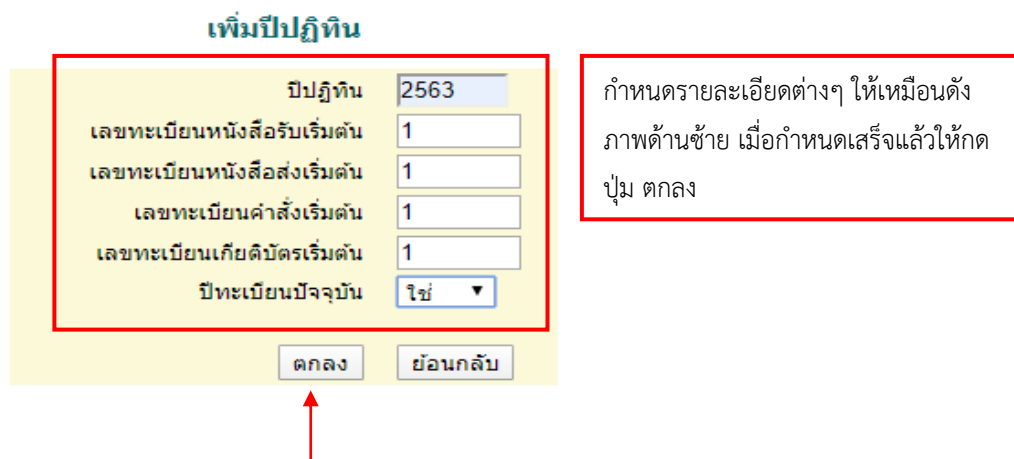 เพิ่มปีปฏิทิน
ปีปฏิทิน 2563
เลขทะเบียนหนังสือรับเริ่มต้น 1
เลขทะเบียนหนังสือส่งเริ่มต้น 1
เลขทะเบียนคำสั่งเริ่มต้น 1
เลขทะเบียนเกียติบัตรเริ่มต้น 1
ปีทะเบียนปัจจุบัน ใช่
ตกลง ย้อนกลับ
กำหนดรายละเอียดต่างๆ ให้เหมือนดัง
ภาพด้านซ้าย เมื่อกำหนดเสร็จแล้วให้กด
ปุ่ม ตกลง